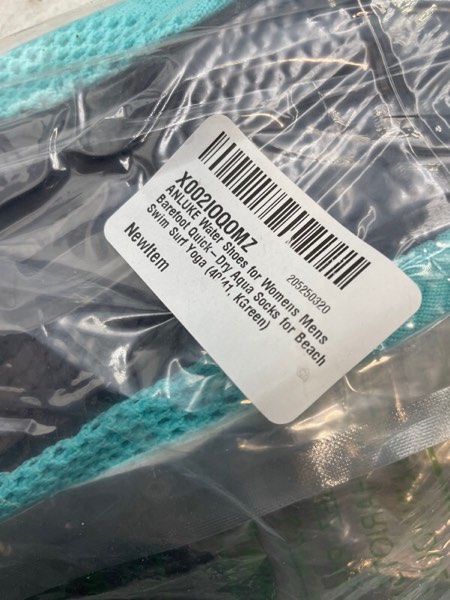 X002IOO0MZ
205250320
ANLUKE Water Shoes for Womens Mens
Barefoot Quick-Dry Aqua Socks for Beach
Swim Surf Yoga (40/41, KGreen)
NewItem